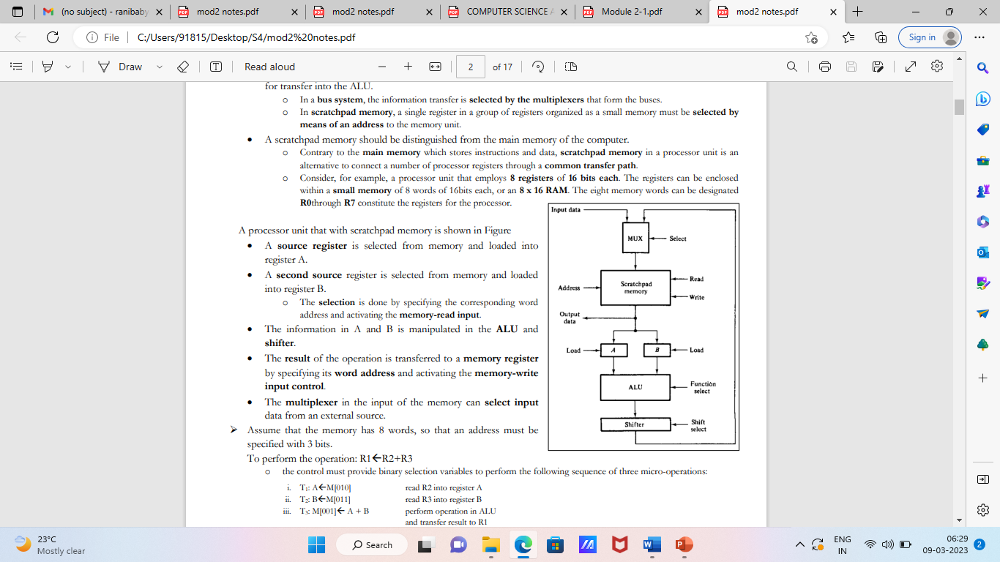 (no subject) - ranibaby
mod2 notes.pdf
mod2 notes.pdf
COMPUTER SCIENCE A
Module 2-1.pdf
mod2 notes.pdf
File
C:/Users/91815/Desktop/S4/mod2%20notes.pdf
Sign in
Draw
Read aloud
2
of 17
for transfer into the ALU.
o In a bus system, the information transfer is selected by the multiplexers that form the buses.
o In scratchpad memory, a single register in a group of registers organized as a small memory must be selected by
means of an address to the memory unit.
• A scratchpad memory should be distinguished from the main memory of the computer.
o Contrary to the main memory which stores instructions and data, scratchpad memory in a processor unit is an
alternative to connect a number of processor registers through a common transfer path.
o Consider, for example, a processor unit that employs 8 registers of 16 bits each. The registers can be enclosed
within a small memory of 8 words of 16bits each, or an 8 x 16 RAM. The eight memory words can be designated
R0through R7 constitute the registers for the processor.
A processor unit that with scratchpad memory is shown in Figure
• A source register is selected from memory and loaded into
register A.
• A second source register is selected from memory and loaded
into register B.
o The selection is done by specifying the corresponding word
address and activating the memory-read input.
• The information in A and B is manipulated in the ALU and
shifter.
• The result of the operation is transferred to a memory register
by specifying its word address and activating the memory-write
input control.
• The multiplexer in the input of the memory can select input
data from an external source.
➢ Assume that the memory has 8 words, so that an address must be
specified with 3 bits.
Input data
MUX
Select
Scratchpad
memory
Address
Read
Write
Output
data
Load
A
B
Load
ALU
Function
select
Shifter
Shift
select
To perform the operation: R1🡨R2+R3
o the control must provide binary selection variables to perform the following sequence of three micro-operations:
i. T1: A🡨M[010] read R2 into register A
ii. T2: B🡨M[011] read R3 into register B
iii. T3: M[001]🡨 A + B perform operation in ALU
and transfer result to R1
23°C
Mostly clear
Search
ENG
IN
06:29
09-03-2023
2